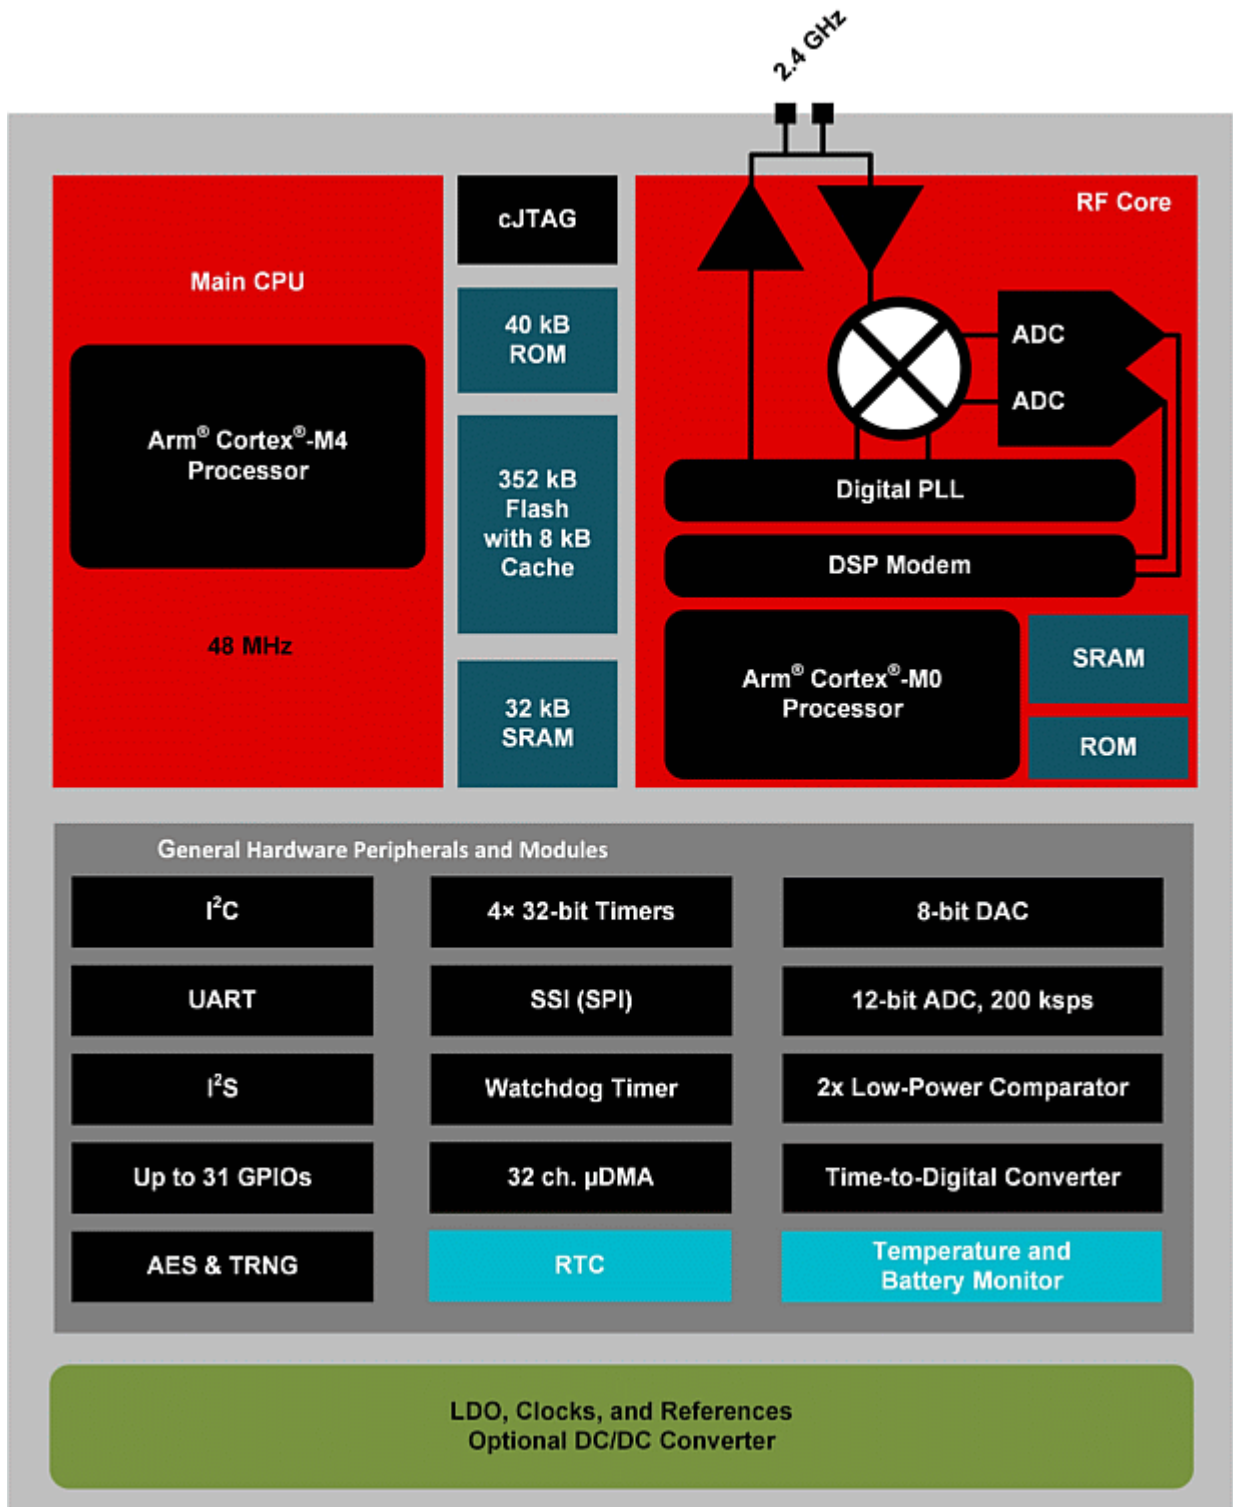 2.4 GHz
Main CPU
Arm® Cortex®-M4
Processor
48 MHz
cJTAG
40 kB
ROM
352 kB
Flash
with 8 kB
Cache
32 kB
SRAM
RF Core
ADC
ADC
Digital PLL
DSP Modem
Arm® Cortex®-M0
Processor
SRAM
ROM
General Hardware Peripherals and Modules
I²C
4× 32-bit Timers
8-bit DAC
UART
SSI (SPI)
12-bit ADC, 200 ksps
I²S
Watchdog Timer
2x Low-Power Comparator
Up to 31 GPIOs
32 ch. µDMA
Time-to-Digital Converter
AES & TRNG
RTC
Temperature and
Battery Monitor
LDO, Clocks, and References
Optional DC/DC Converter